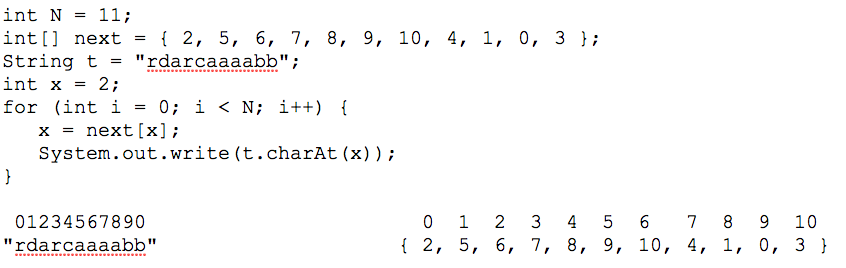 int N = 11;
int[] next = { 2, 5, 6, 7, 8, 9, 10, 4, 1, 0, 3 };
String t = "rdarcaaaabb";
int x = 2;
for (int i = 0; i < N; i++) {
   x = next[x];
   System.out.write(t.charAt(x));
}
 01234567890 0 1 2 3 4 5 6 7 8 9 10
"rdarcaaaabb" { 2, 5, 6, 7, 8, 9, 10, 4, 1, 0, 3 }